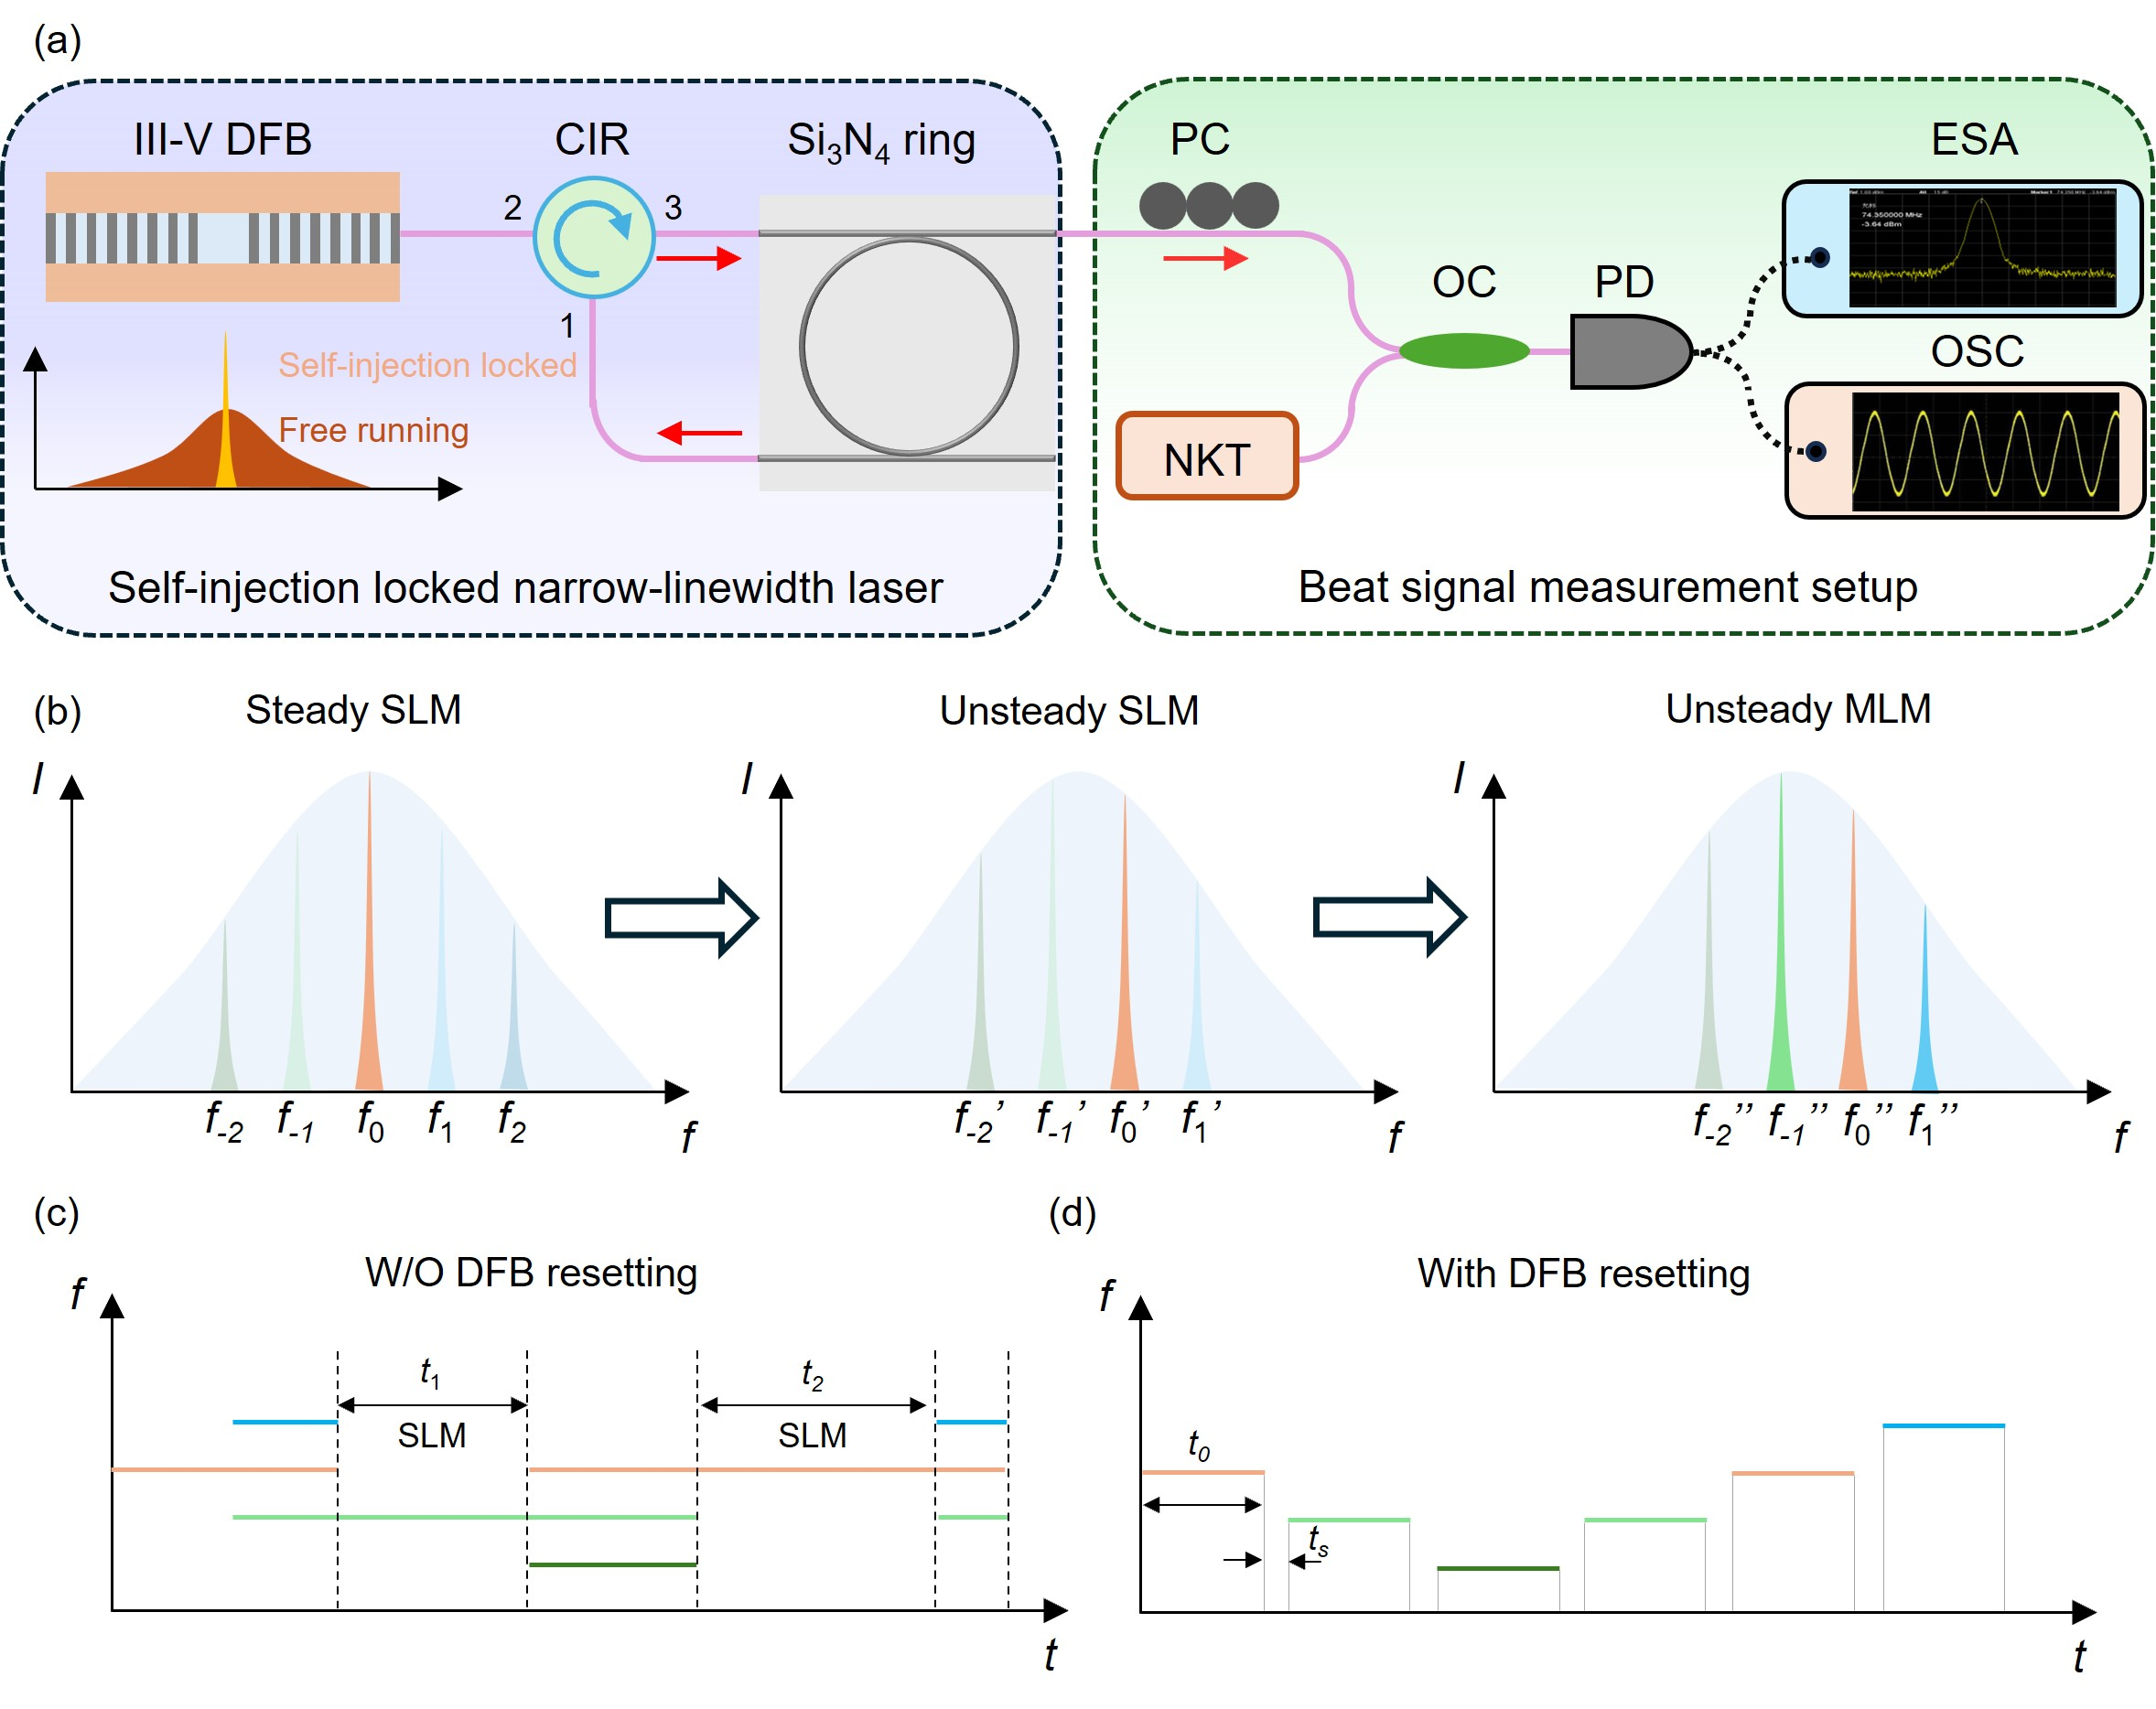 (a)
III-V DFB
CIR
Si3N4 ring
PC
ESA
2
3
1
74.350000 MHz
-3.64 dBm
OC
PD
OSC
Self-injection locked
Free running
NKT
Self-injection locked narrow-linewidth laser
Beat signal measurement setup
(b)
Steady SLM
Unsteady SLM
Unsteady MLM
I
I
I
f-2 f-1 f0 f1 f2
f
f-2’ f-1’ f0’ f1’
f
f-2’’ f-1’’ f0’’ f1’’
f
(c)
W/O DFB resetting
f
t1
SLM
t2
SLM
t
(d)
With DFB resetting
f
t0
ts
t